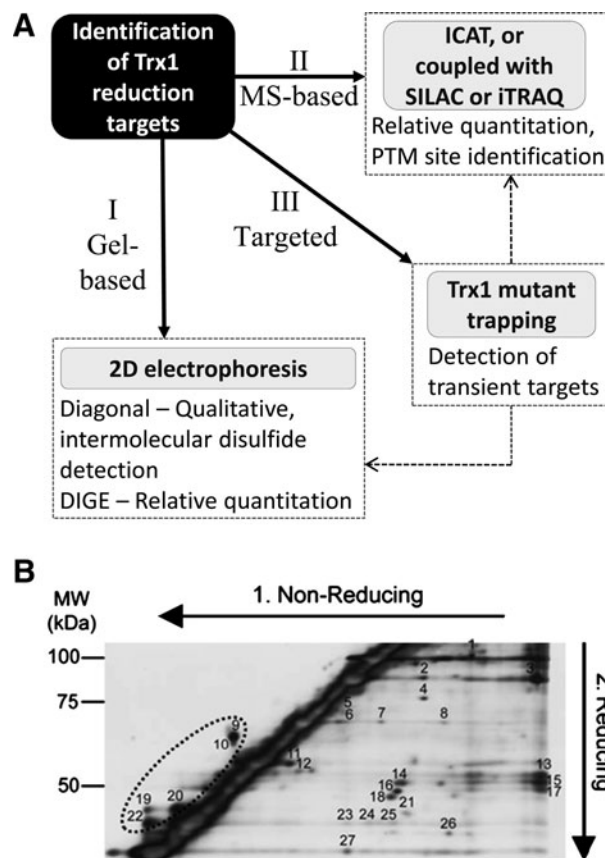 A
Identification
of Trx1
reduction
targets
II
MS-based
ICAT, or
coupled with
SILAC or iTRAQ
Relative quantitation,
PTM site identification
III
Targeted
I
Gel-
based
Trx1 mutant
trapping
Detection of
transient targets
2D electrophoresis
Diagonal – Qualitative,
intermolecular disulfide
detection
DIGE – Relative quantitation
B
MW
(kDa)
1. Non-Reducing
2. Reducing
100
75
50
1
2
3
4
5
6
7
8
9
10
11
12
13
14
15
16
17
18
19
20
21
22
23
24
25
26
27